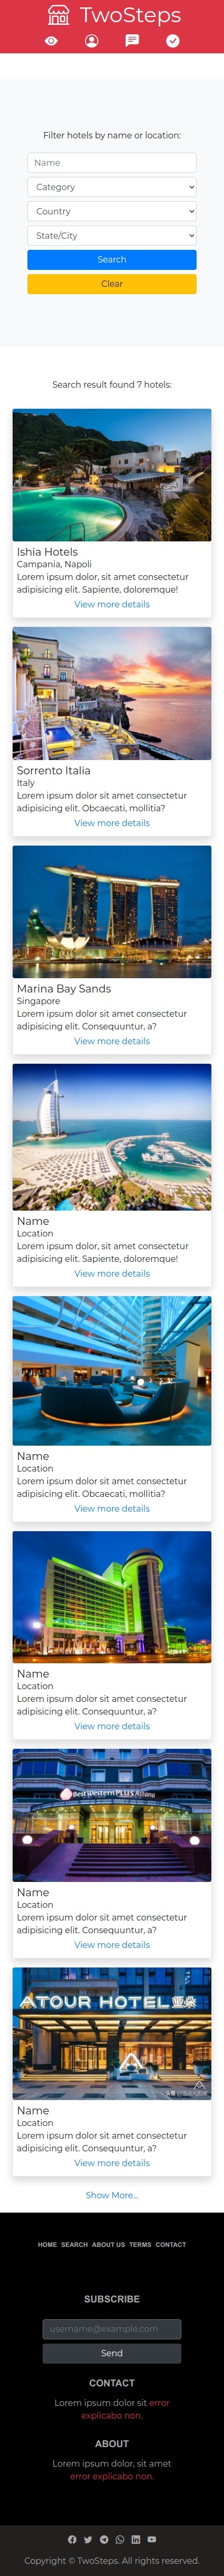 TwoSteps
Filter hotels by name or location:
Name
Category
Country
State/City
Search
Clear
Search result found 7 hotels:
Ishia Hotels
Campania, Napoli
Lorem ipsum dolor, sit amet consectetur
adipisicing elit. Sapiente, doloremque!
View more details
Sorrento Italia
Italy
Lorem ipsum dolor sit amet consectetur
adipisicing elit. Obcaecati, mollitia?
View more details
Marina Bay Sands
Singapore
Lorem ipsum dolor sit amet consectetur
adipisicing elit. Consequuntur, a?
View more details
Name
Location
Lorem ipsum dolor, sit amet consectetur
adipisicing elit. Sapiente, doloremque!
View more details
Name
Location
Lorem ipsum dolor sit amet consectetur
adipisicing elit. Obcaecati, mollitia?
View more details
Name
Location
Lorem ipsum dolor sit amet consectetur
adipisicing elit. Consequuntur, a?
View more details
Best Western PLUS Astana
Name
Location
Lorem ipsum dolor sit amet consectetur
adipisicing elit. Consequuntur, a?
View more details
ATOUR HOTEL 亚朵
Name
Location
Lorem ipsum dolor sit amet consectetur
adipisicing elit. Consequuntur, a?
View more details
Show More...
HOME SEARCH ABOUT US TERMS CONTACT
SUBSCRIBE
username@example.com
Send
CONTACT
Lorem ipsum dolor sit error
explicabo non.
ABOUT
Lorem ipsum dolor, sit amet
error explicabo non.
Copyright © TwoSteps. All rights reserved.